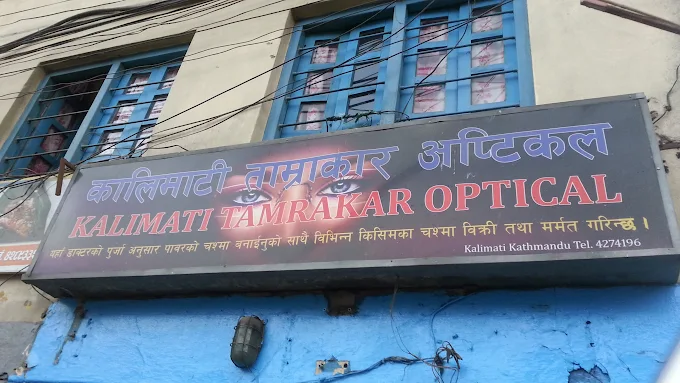 कालिमाटी ताम्राकार अप्टिकल
KALIMATI TAMRAKAR OPTICAL
यहाँ डाक्टरको पुर्जा अनुसार पावरको चश्मा बनाईनुको साथै विभिन्न किसिमका चश्मा विक्री तथा मर्मत गरिन्छ ।
Kalimati Kathmandu Tel. 4274196